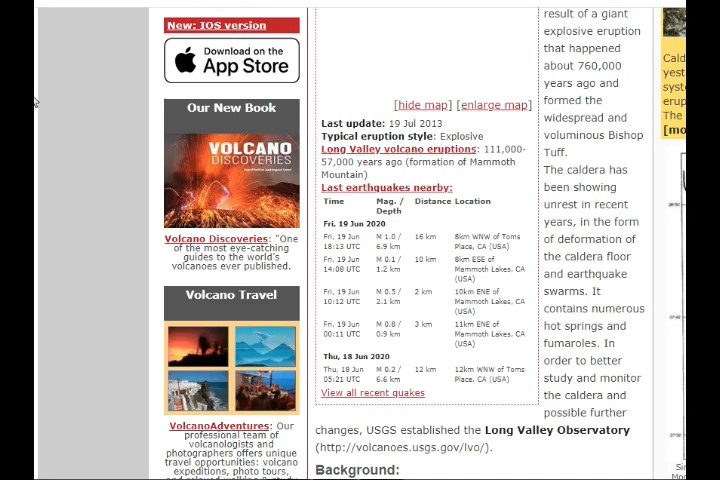 New: IOS version
Download on the
App Store
Our New Book
VOLCANO
DISCOVERIES
Volcano Discoveries: "One
of the most eye-catching
guides to the world's
volcanoes ever published.
Volcano Travel
VolcanoAdventures: Our
professional team of
volcanologists and
photographers offers unique
travel opportunities: volcano
expeditions, photo tours,
[hide map] [enlarge map]
Last update: 19 Jul 2013
Typical eruption style: Explosive
Long Valley volcano eruptions: 111,000-
57,000 years ago (formation of Mammoth
Mountain)
Last earthquakes nearby:
Time Mag. / Depth Distance Location
Fri, 19 Jun 2020
Fri, 19 Jun 18:13 UTC M 1.0 / 6.9 km 16 km 8km WNW of Toms Place, CA (USA)
Fri, 19 Jun 14:08 UTC M 0.1 / 1.2 km 10 km 8km ESE of Mammoth Lakes, CA (USA)
Fri, 19 Jun 10:12 UTC M 0.5 / 2.1 km 2 km 10km ENE of Mammoth Lakes, CA (USA)
Fri, 19 Jun 00:11 UTC M 0.8 / 0.9 km 3 km 11km ENE of Mammoth Lakes, CA (USA)
Thu, 18 Jun 2020
Thu, 18 Jun 05:21 UTC M 0.2 / 6.6 km 12 km 12km WNW of Toms Place, CA (USA)
View all recent quakes
result of a giant
explosive eruption
that happened
about 760,000
years ago and
formed the
widespread and
voluminous Bishop
Tuff.
The caldera has
been showing
unrest in recent
years, in the form
of deformation of
the caldera floor
and earthquake
swarms. It
contains numerous
hot springs and
fumaroles. In
order to better
study and monitor
the caldera and
possible further
changes, USGS established the Long Valley Observatory
(http://volcanoes.usgs.gov/lvo/).
Background:
The